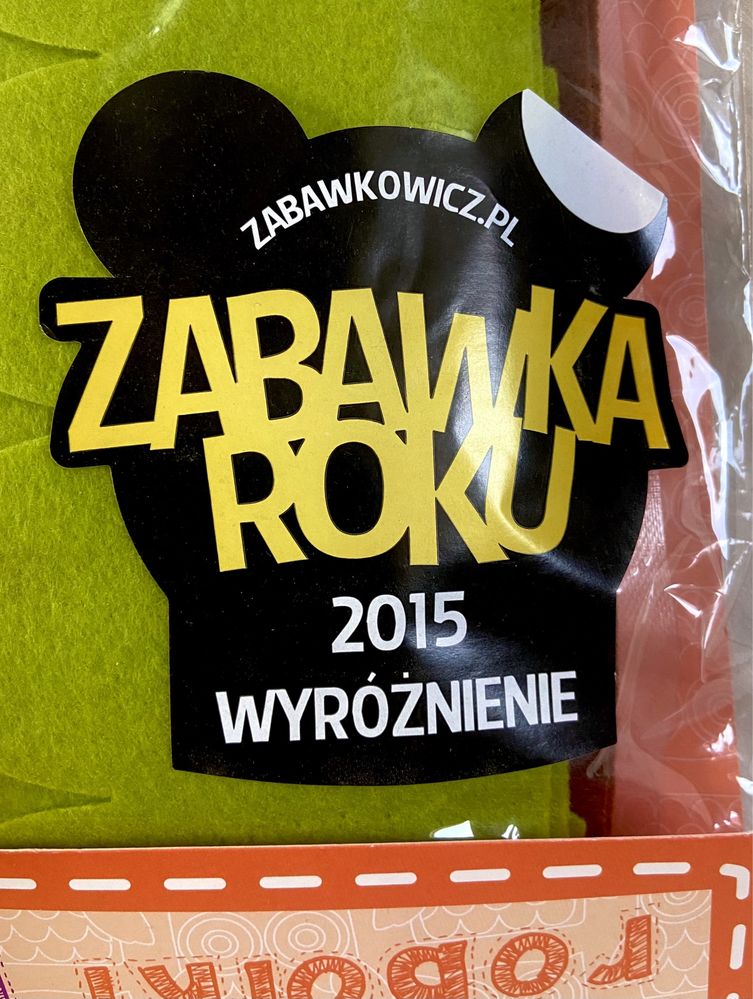 ZABAWKOWICZ.PL
ZABAWKA
ROKU
2015
WYRÓŻNIENIE